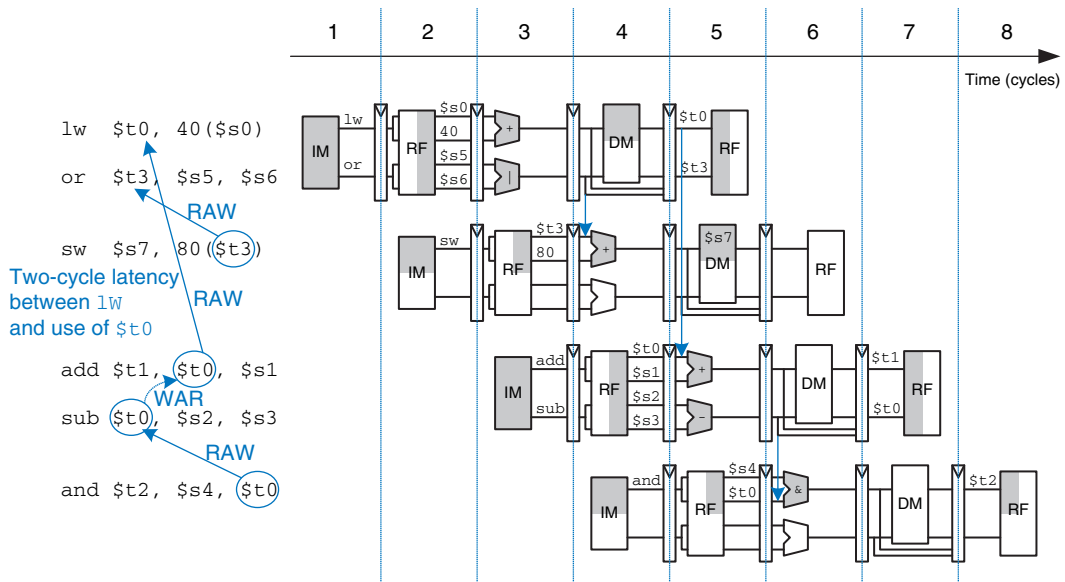 1 2 3 4 5 6 7 8
Time (cycles)
lw $t0, 40($s0)
or $t3, $s5, $s6
RAW
sw $s7, 80($t3)
Two-cycle latency
between lW
and use of $t0
RAW
add $t1, $t0, $s1
WAR
sub $t0, $s2, $s3
RAW
and $t2, $s4, $t0
IM lw or RF $s0 40 $s5 $s6 + | DM $t0 $t3 RF
IM sw RF $t3 80 + $s7 DM RF
IM add sub RF $t0 $s1 $s2 $s3 + - DM $t1 $t0 RF
IM and RF $s4 $t0 & DM $t2 RF